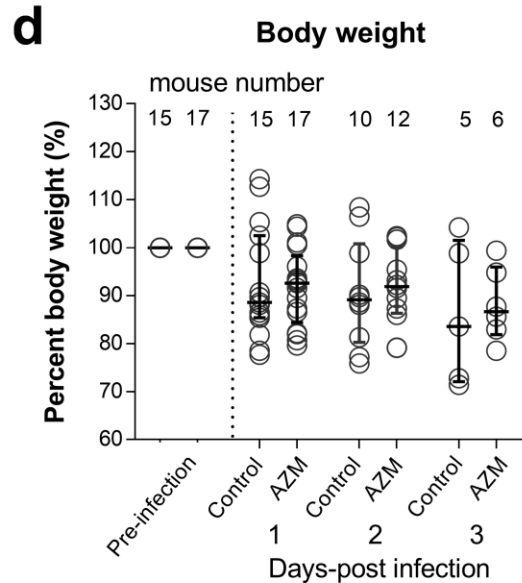 d
Body weight
mouse number
15 17 15 17 10 12 5 6
Percent body weight (%)
130
120
110
100
90
80
70
60
Pre-infection
Control AZM Control AZM Control AZM
1 2 3
Days-post infection